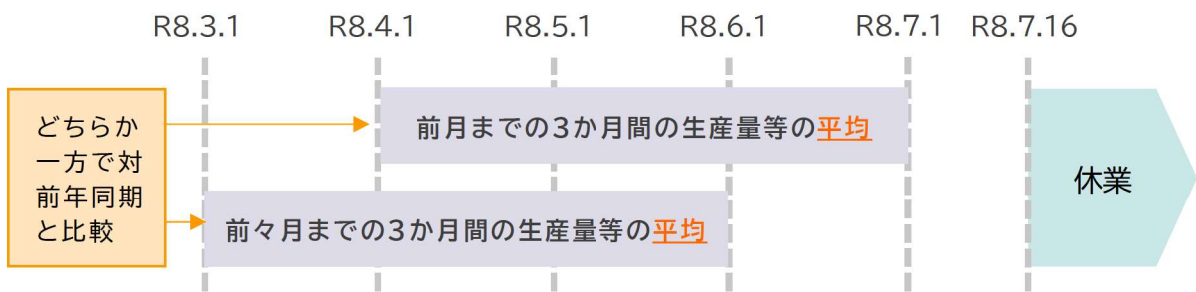 R8.3.1 R8.4.1 R8.5.1 R8.6.1 R8.7.1 R8.7.16
どちらか
一方で対
前年同期
と比較
前月までの3か月間の生産量等の平均
前々月までの3か月間の生産量等の平均
休業